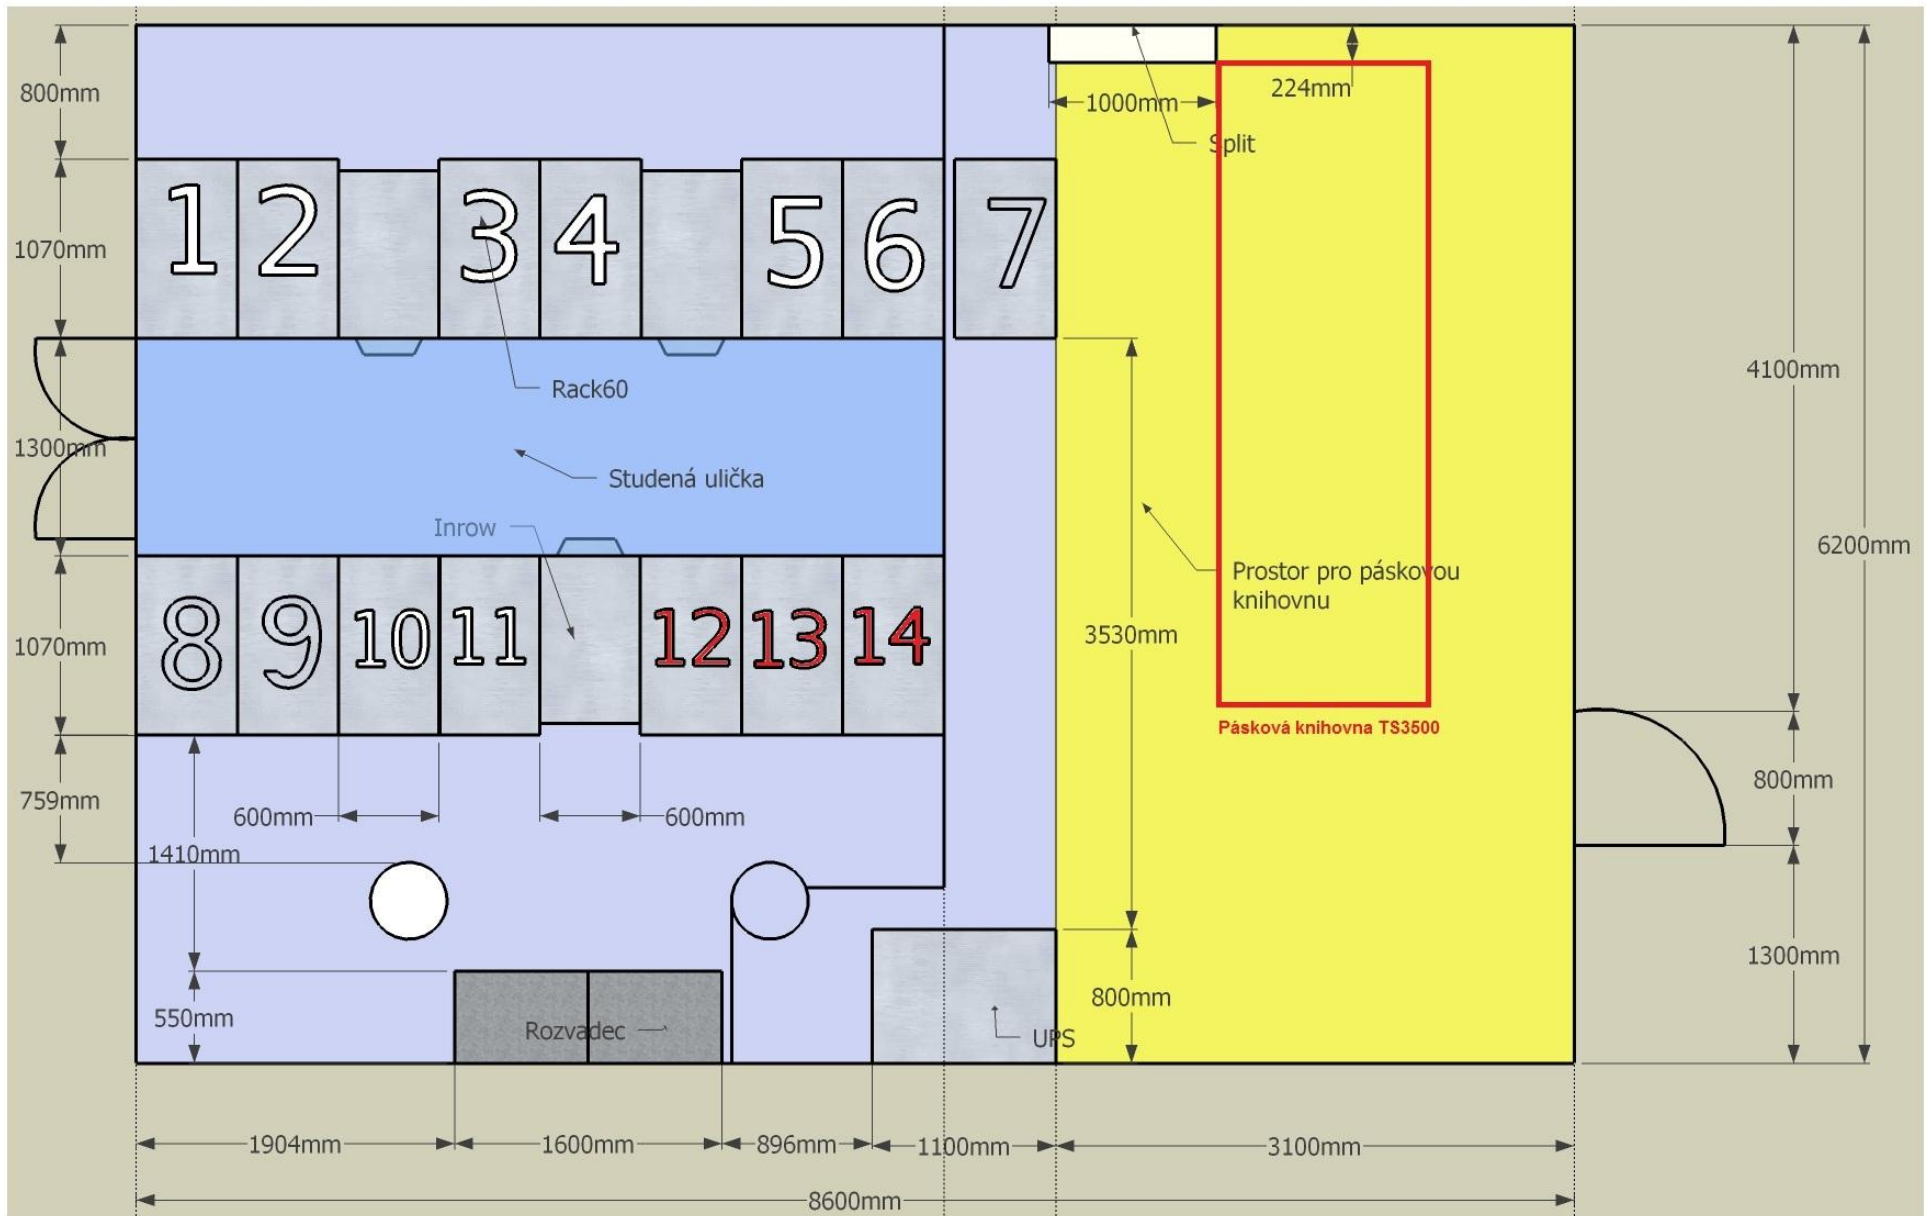 800mm
224mm
1000mm
Split
1 2 3 4 5 6 7
1070mm
4100mm
Rack60
1300mm
Studená ulička
Inrow
6200mm
Prostor pro páskovou
knihovnu
8 9 10 11 12 13 14
1070mm
3530mm
Pásková knihovna TS3500
800mm
759mm
600mm
600mm
1410mm
1300mm
800mm
550mm
Rozvadec
UPS
1904mm
1600mm
896mm
1100mm
3100mm
8600mm